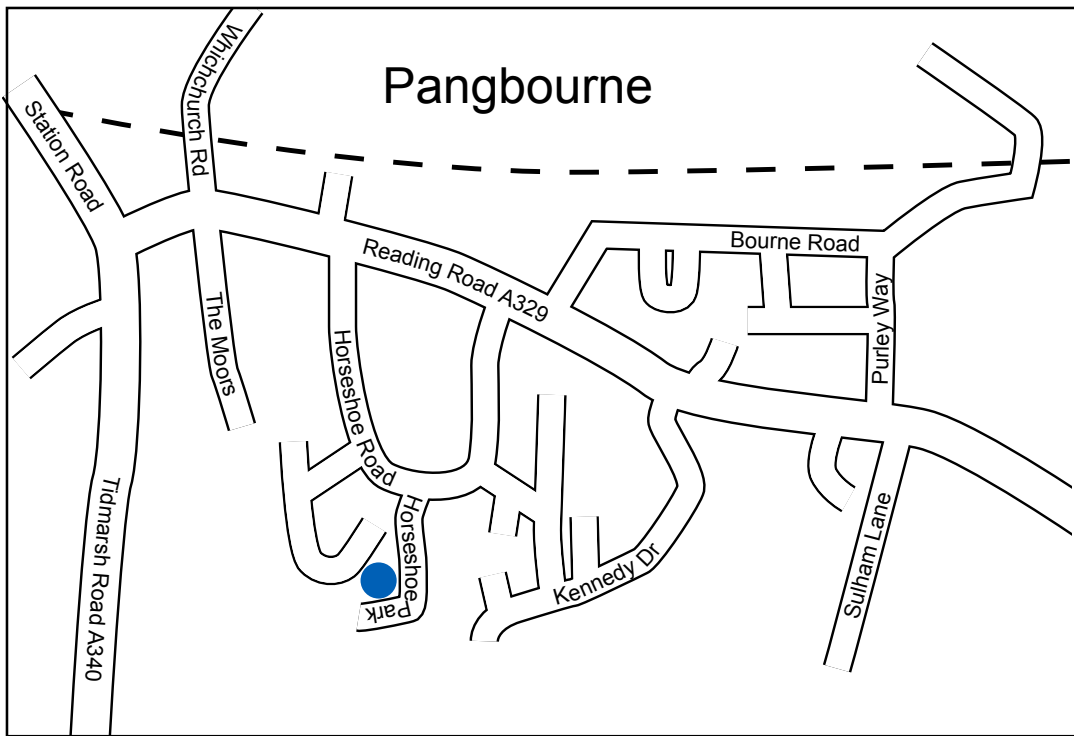 Whichchurch Rd
Pangbourne
Station Road
Reading Road A329
Bourne Road
Purley Way
The Moors
Horseshoe Road
Horseshoe
Park
Tidmarsh Road A340
Kennedy Dr
Sulham Lane